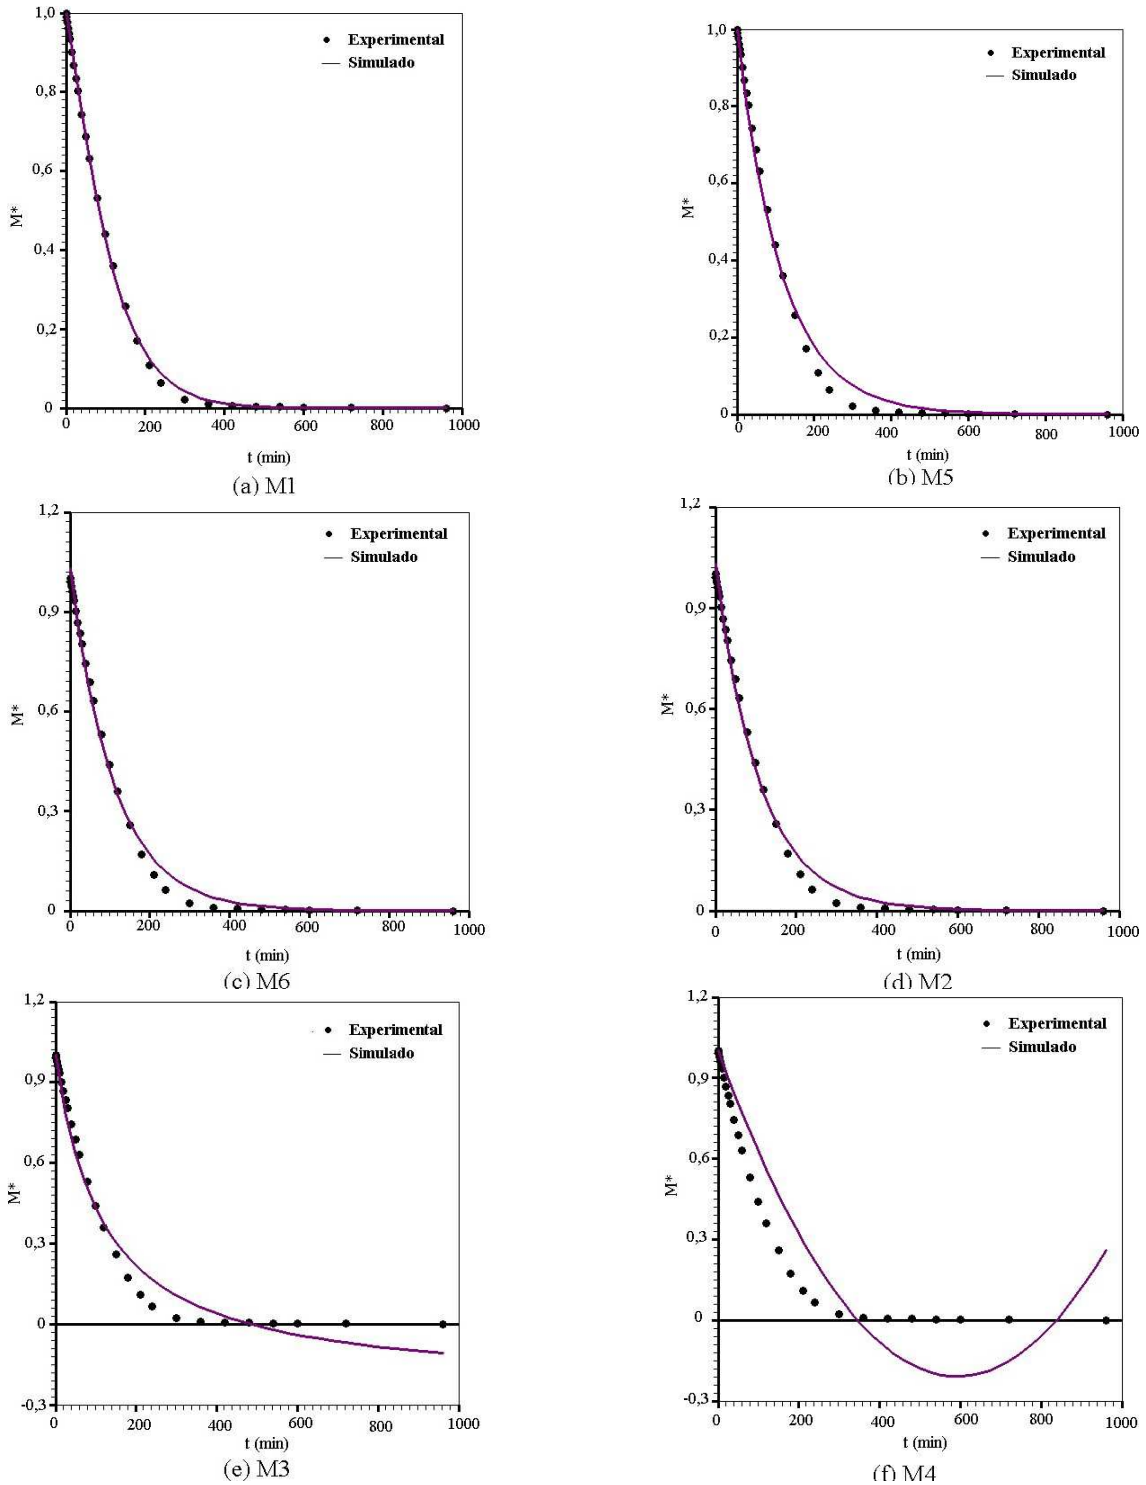 1,0
0,8
0,6
0,4
0,2
0
M*
Experimental
Simulado
0 200 400 600 800 1000
t (min)
(a) M1
1,0
0,8
0,6
0,4
0,2
0
M*
Experimental
Simulado
0 200 400 600 800 1000
t (min)
(b) M5
1,2
0,9
0,6
0,3
0
M*
Experimental
Simulado
0 200 400 600 800 1000
t (min)
(c) M6
1,2
0,9
0,6
0,3
0
M*
Experimental
Simulado
0 200 400 600 800 1000
t (min)
(d) M2
1,2
0,9
0,6
0,3
0
-0,3
M*
Experimental
Simulado
0 200 400 600 800 1000
t (min)
(e) M3
1,2
0,9
0,6
0,3
0
-0,3
M*
Experimental
Simulado
0 200 400 600 800 1000
t (min)
(f) M4